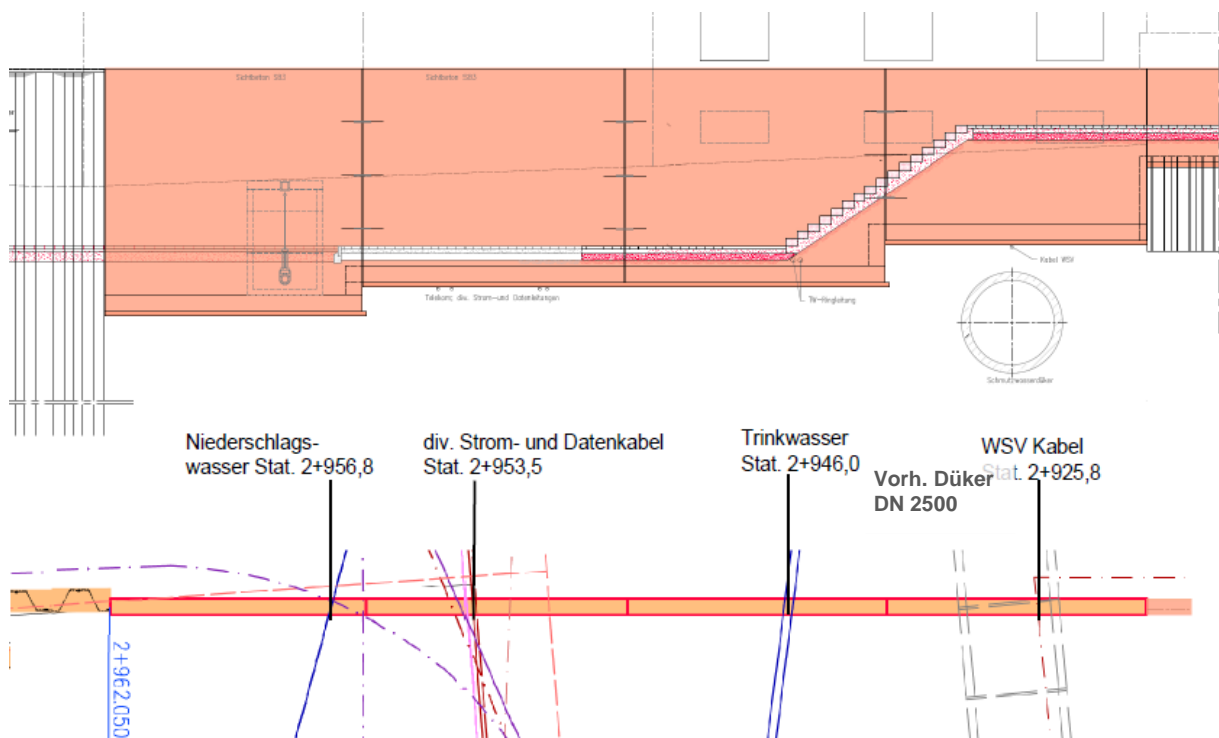 Sichtbeton SB3
Sichtbeton SB3
Kabel WSV
Telekom; div. Strom-und Datenleitungen
TW-Ringleitung
Schmutzwasserdüker
Niederschlags-
wasser Stat. 2+956,8
div. Strom- und Datenkabel
Stat. 2+953,5
Trinkwasser
Stat. 2+946,0
WSV Kabel
Stat. 2+925,8
Vorh. Düker
DN 2500
2+962.050